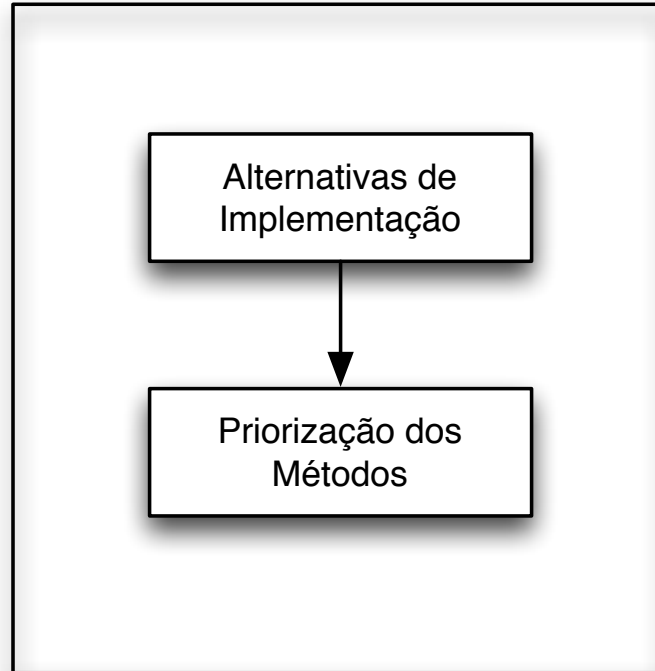 Alternativas de
Implementação
Priorização dos
Métodos